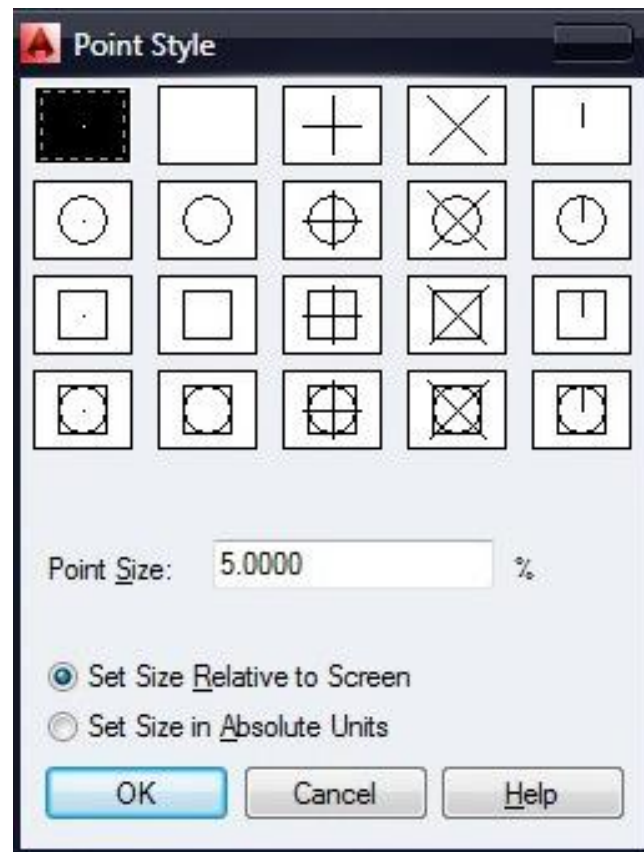 Point Style
Point Size: 5.0000 %
Set Size Relative to Screen
Set Size in Absolute Units
OK Cancel Help